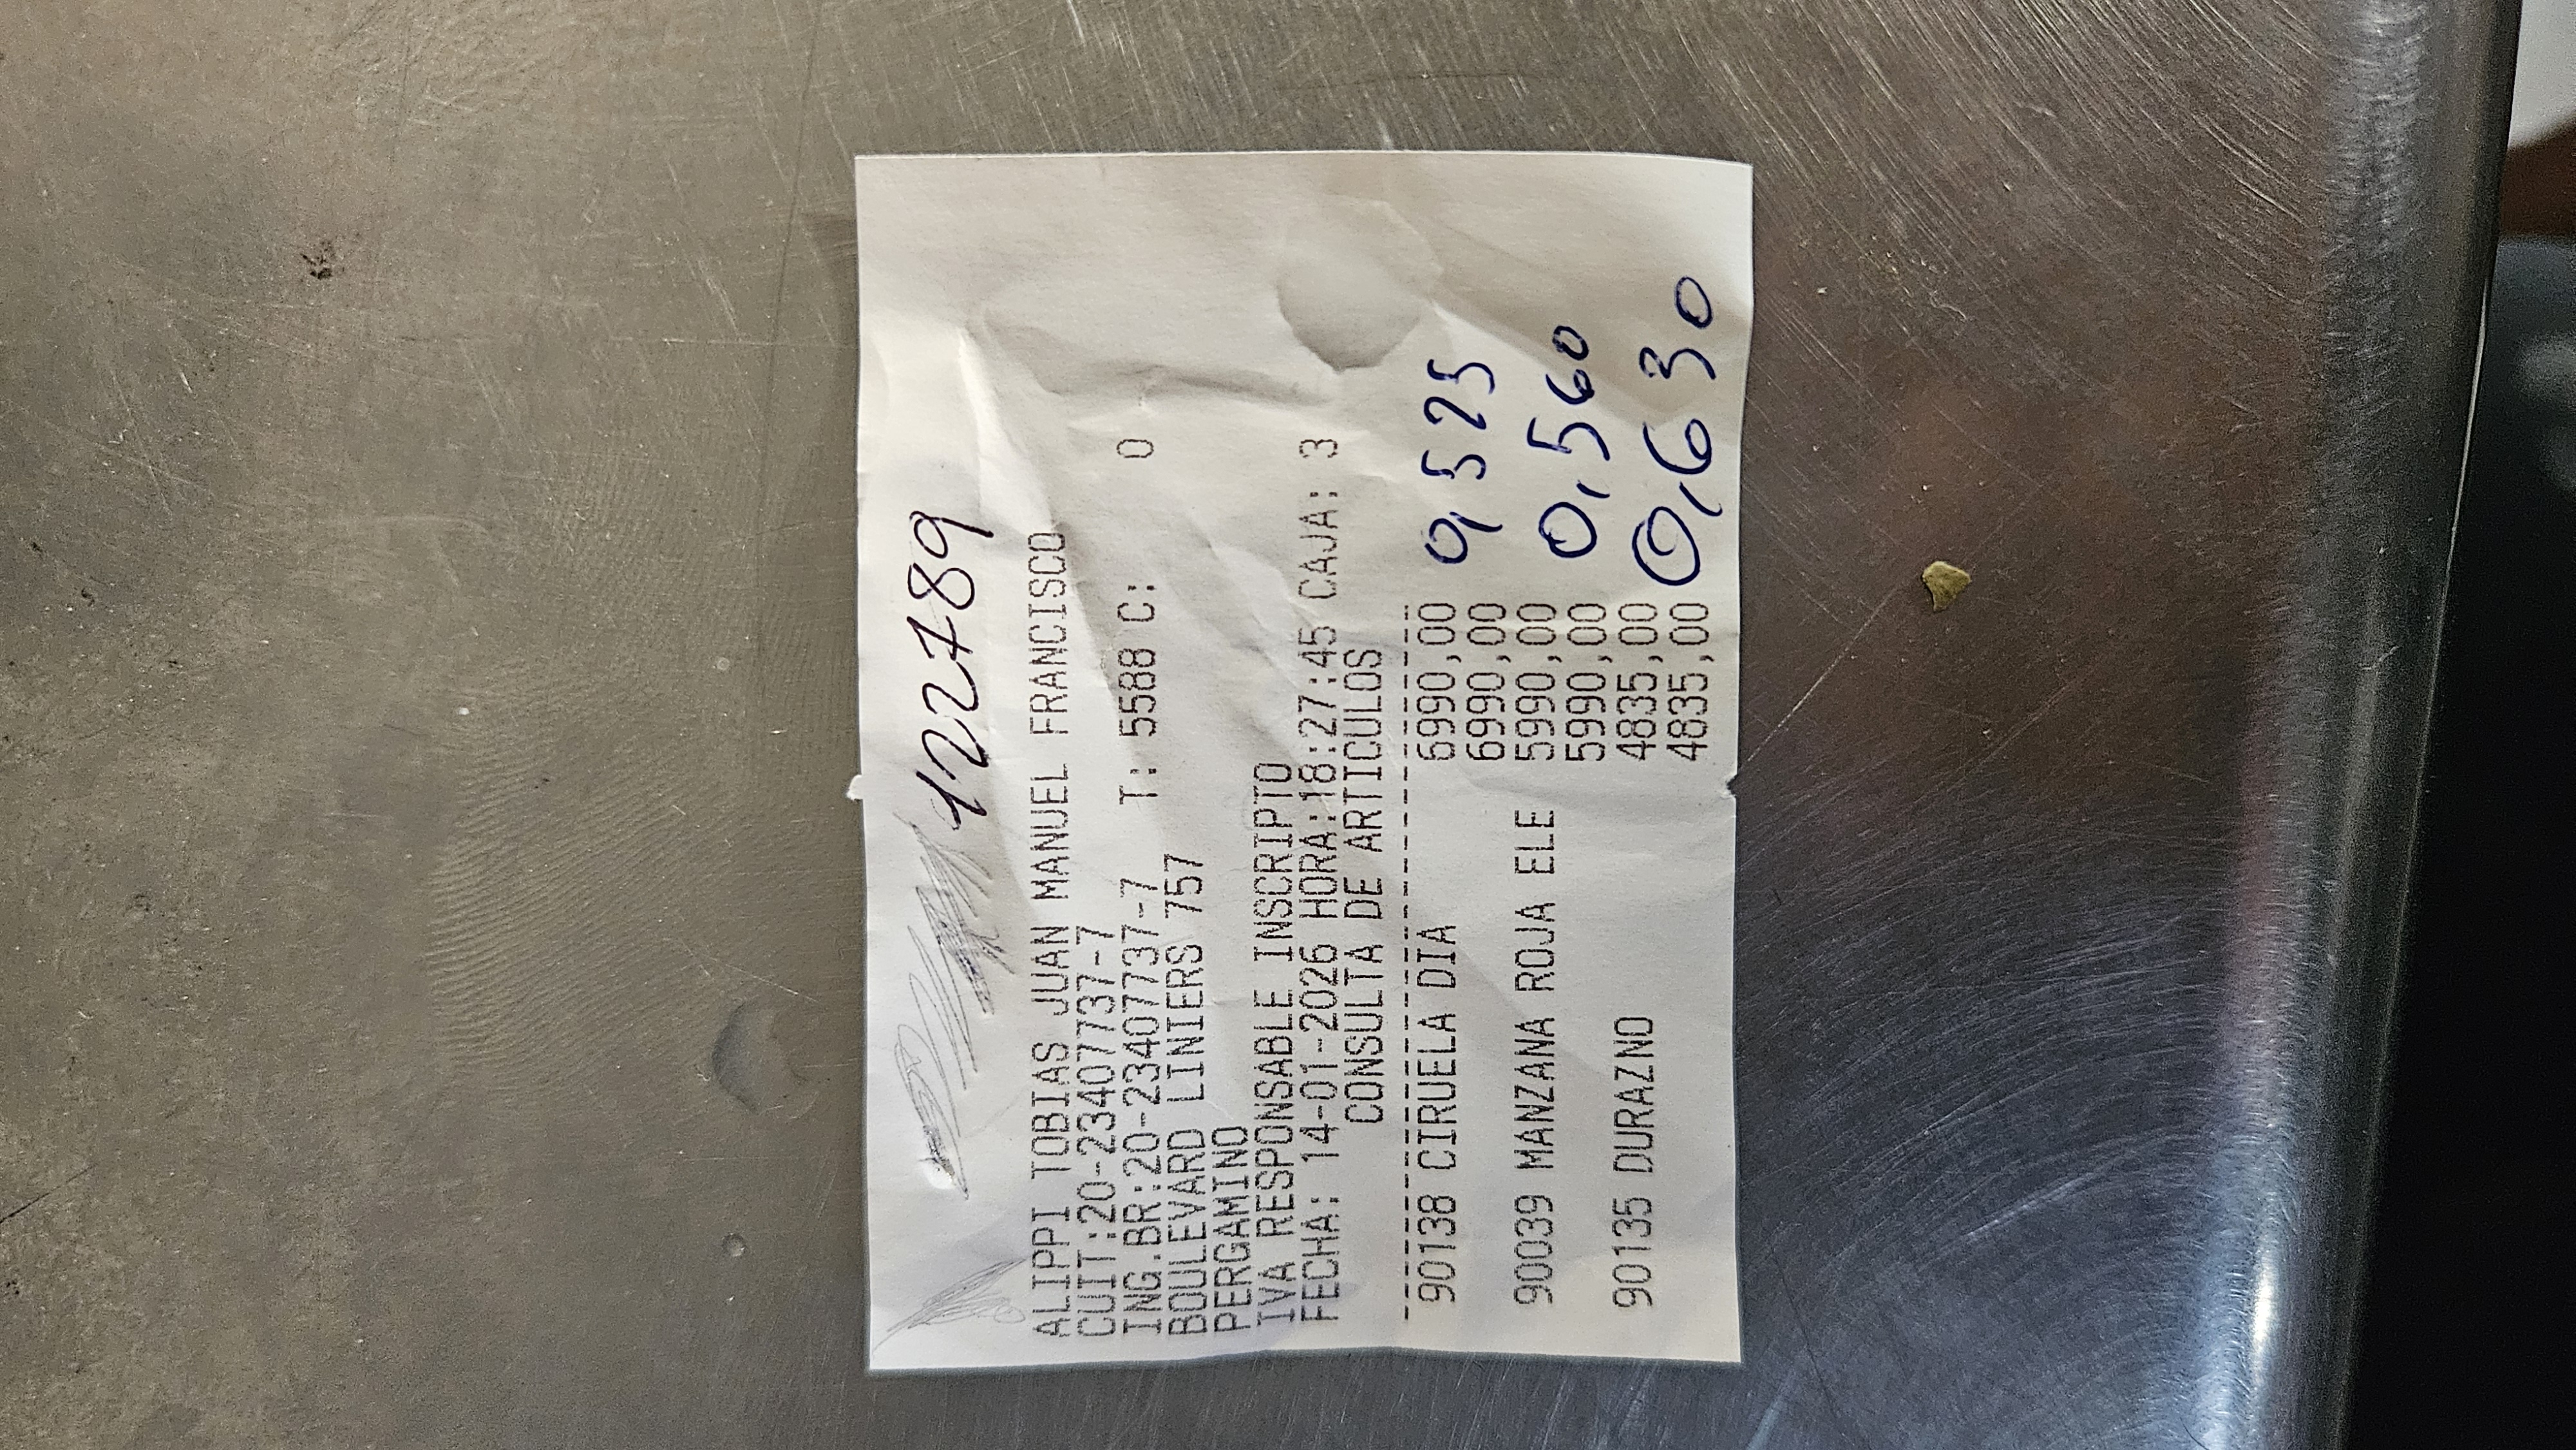 122789
ALIPPI TOBIAS JUAN MANUEL FRANCISCO
CUIT:20-23407737-7
ING.BR:20-23407737-7 T: 5588 C: 0
BOULEVARD LINIERS 757
PERGAMINO
IVA RESPONSABLE INSCRIPTO
FECHA: 14-01-2026 HORA:18:27:45 CAJA: 3
CONSULTA DE ARTICULOS
90138 CIRUELA DIA 6990,00 0,525
6990,00
90039 MANZANA ROJA ELE 5990,00 0,560
5990,00
90135 DURAZNO 4835,00 0,630
4835,00